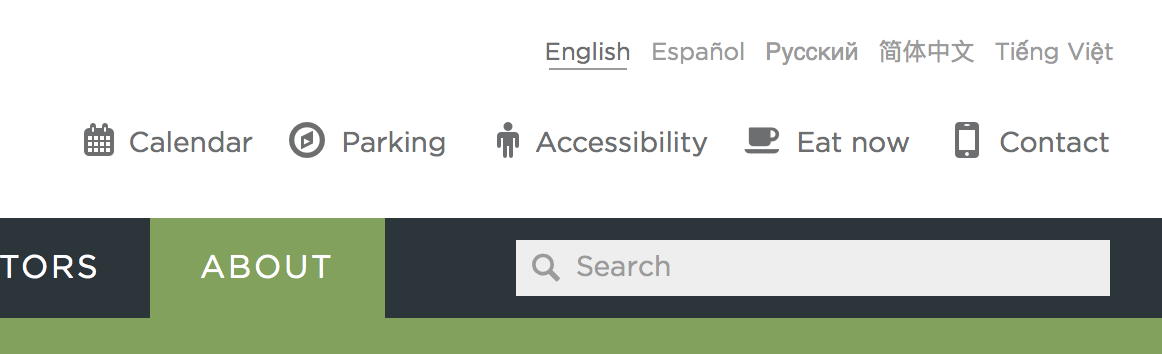 English Español Русский 简体中文 Tiếng Việt
Calendar Parking Accessibility Eat now Contact
TORS ABOUT Search